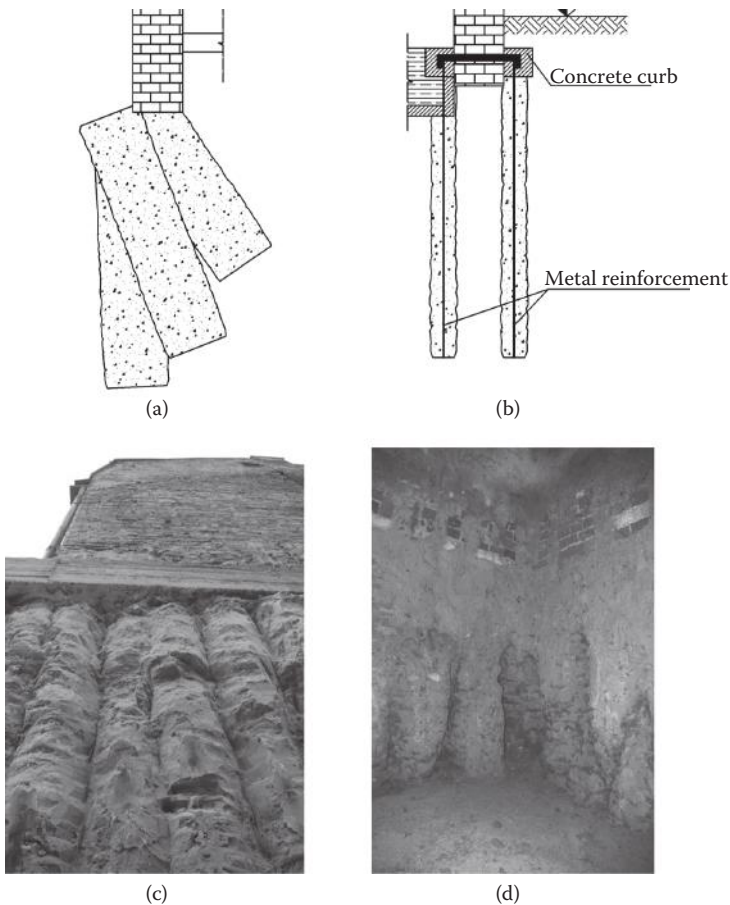 Concrete curb
Metal reinforcement
(a)
(b)
(c)
(d)